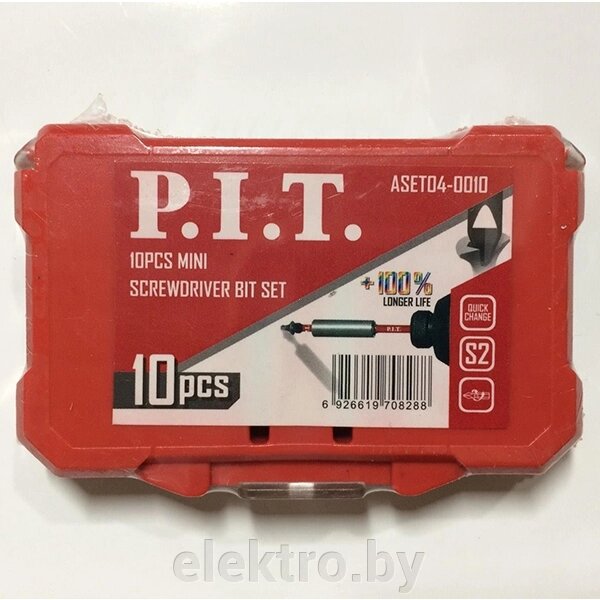 P.I.T.
ASET04-0010
10PCS MINI
SCREWDRIVER BIT SET
+100%
LONGER LIFE
P.I.T.
QUICK
CHANGE
S2
10pcs
6 926619 708288
elektro.by